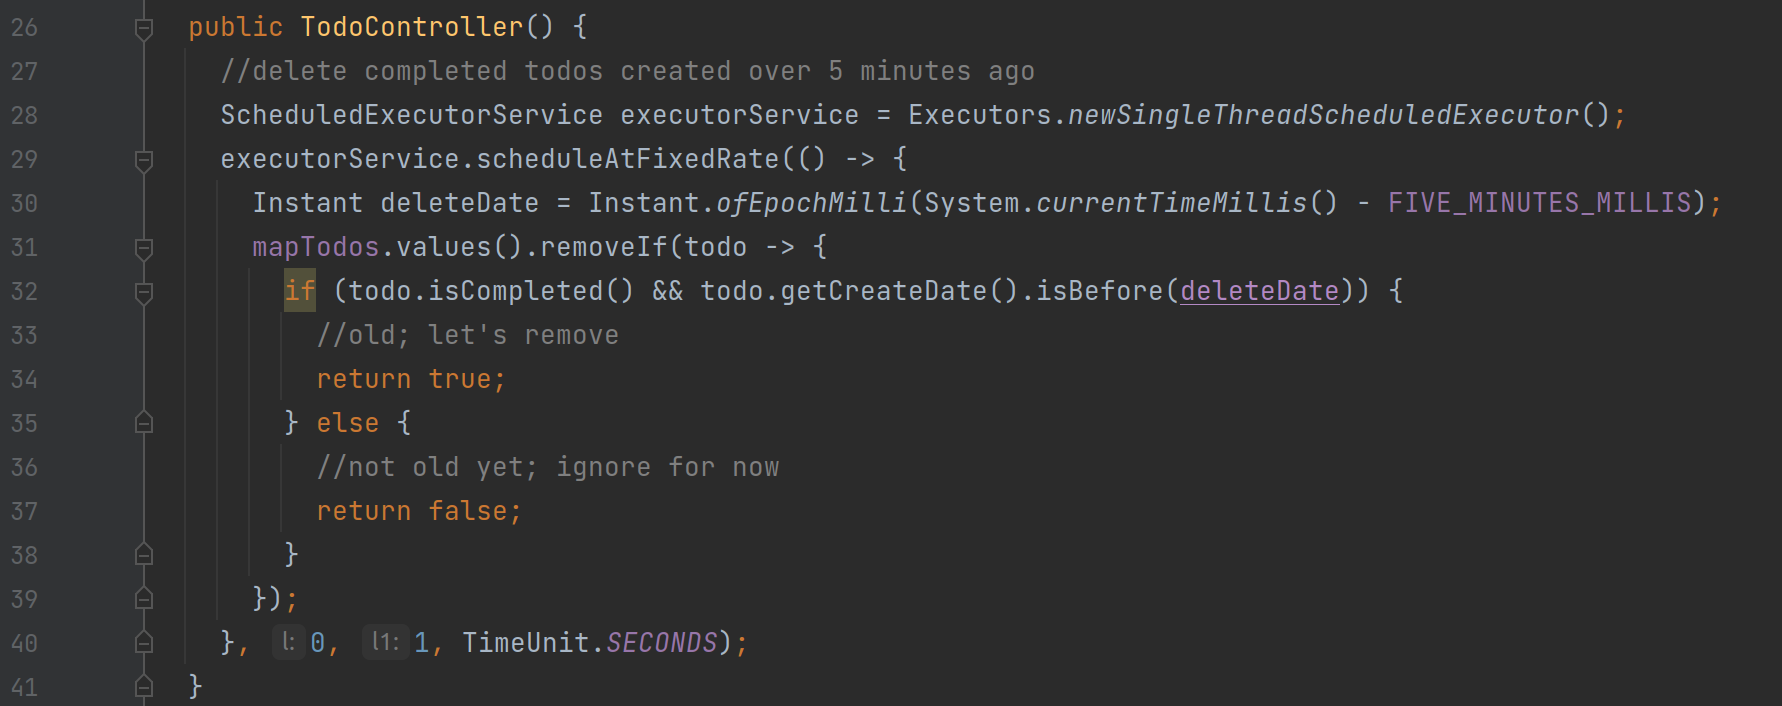 26 public TodoController() {
27 //delete completed todos created over 5 minutes ago
28 ScheduledExecutorService executorService = Executors.newSingleThreadScheduledExecutor();
29 executorService.scheduleAtFixedRate(() -> {
30 Instant deleteDate = Instant.ofEpochMilli(System.currentTimeMillis() - FIVE_MINUTES_MILLIS);
31 mapTodos.values().removeIf(todo -> {
32 if (todo.isCompleted() && todo.getCreateDate().isBefore(deleteDate)) {
33 //old; let's remove
34 return true;
35 } else {
36 //not old yet; ignore for now
37 return false;
38 }
39 });
40 }, l: 0, l1: 1, TimeUnit.SECONDS);
41 }